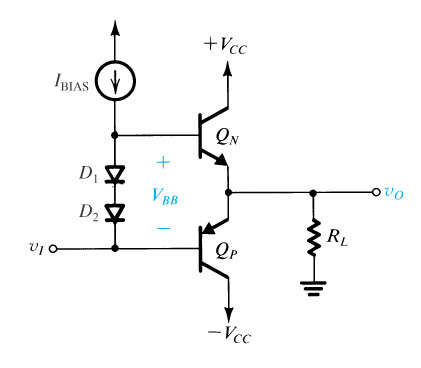 +V_CC
I_BIAS
Q_N
D_1
+
V_BB
D_2
−
v_O
v_I
Q_P
R_L
−V_CC